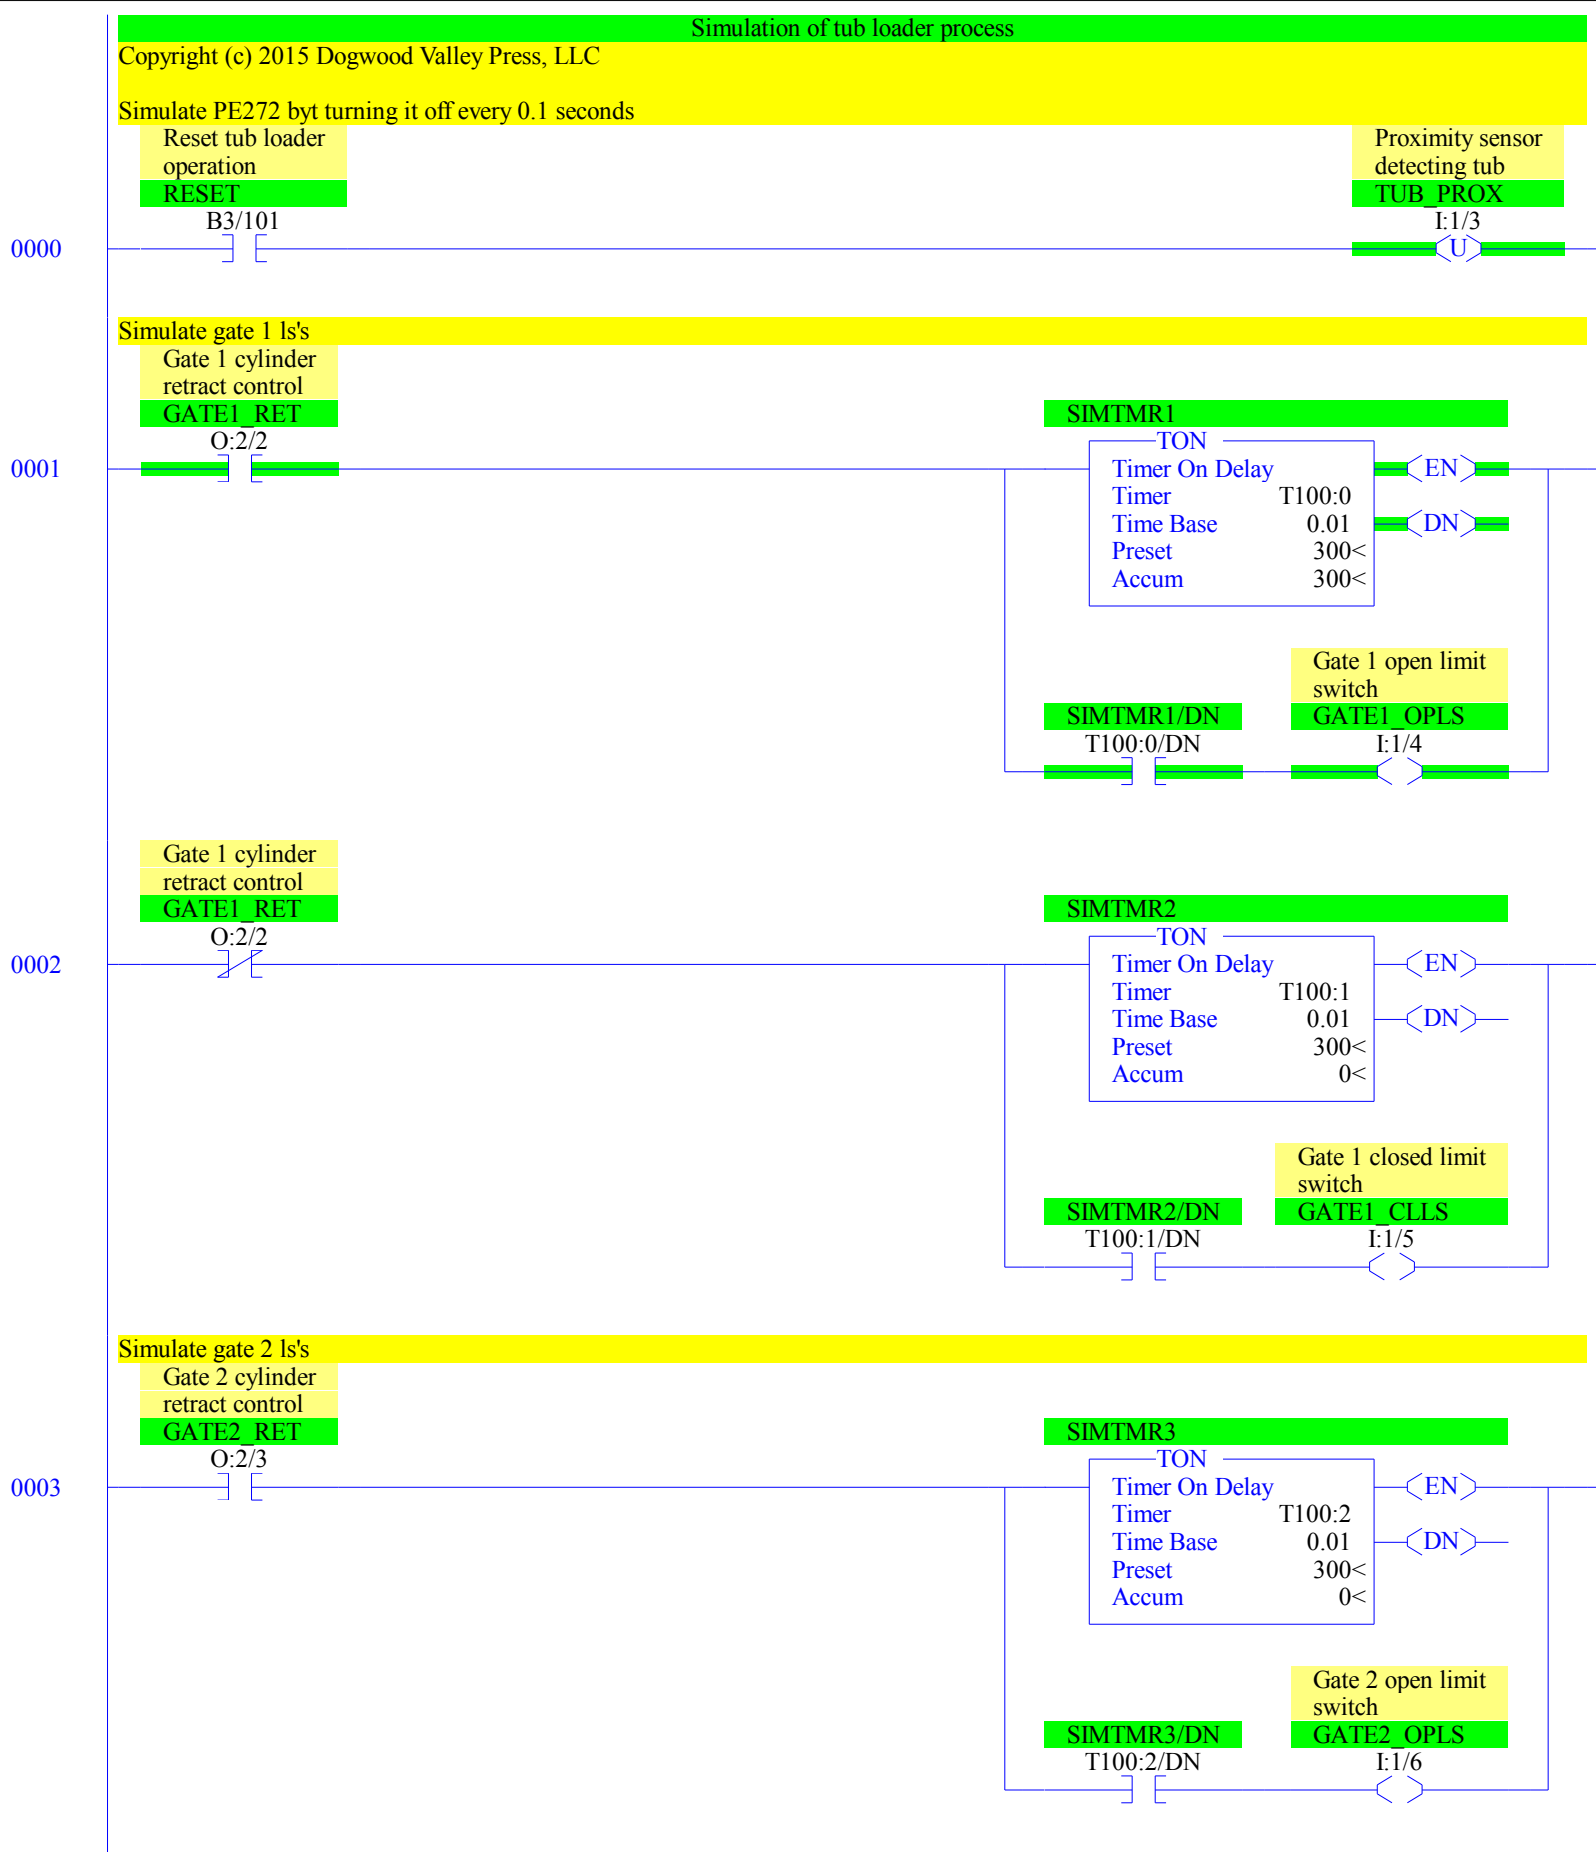 Simulation of tub loader process
Copyright (c) 2015 Dogwood Valley Press, LLC
Simulate PE272 byt turning it off every 0.1 seconds
Reset tub loader
operation
RESET
B3/101
Proximity sensor
detecting tub
TUB_PROX
I:1/3
0000
U
Simulate gate 1 ls's
Gate 1 cylinder
retract control
GATE1_RET
O:2/2
0001
SIMTMR1
TON
Timer On Delay
Timer T100:0
Time Base 0.01
Preset 300<
Accum 300<
EN
DN
Gate 1 open limit
switch
SIMTMR1/DN GATE1_OPLS
T100:0/DN I:1/4
Gate 1 cylinder
retract control
GATE1_RET
O:2/2
0002
SIMTMR2
TON
Timer On Delay
Timer T100:1
Time Base 0.01
Preset 300<
Accum 0<
EN
DN
Gate 1 closed limit
switch
SIMTMR2/DN GATE1_CLLS
T100:1/DN I:1/5
Simulate gate 2 ls's
Gate 2 cylinder
retract control
GATE2_RET
O:2/3
0003
SIMTMR3
TON
Timer On Delay
Timer T100:2
Time Base 0.01
Preset 300<
Accum 0<
EN
DN
Gate 2 open limit
switch
SIMTMR3/DN GATE2_OPLS
T100:2/DN I:1/6